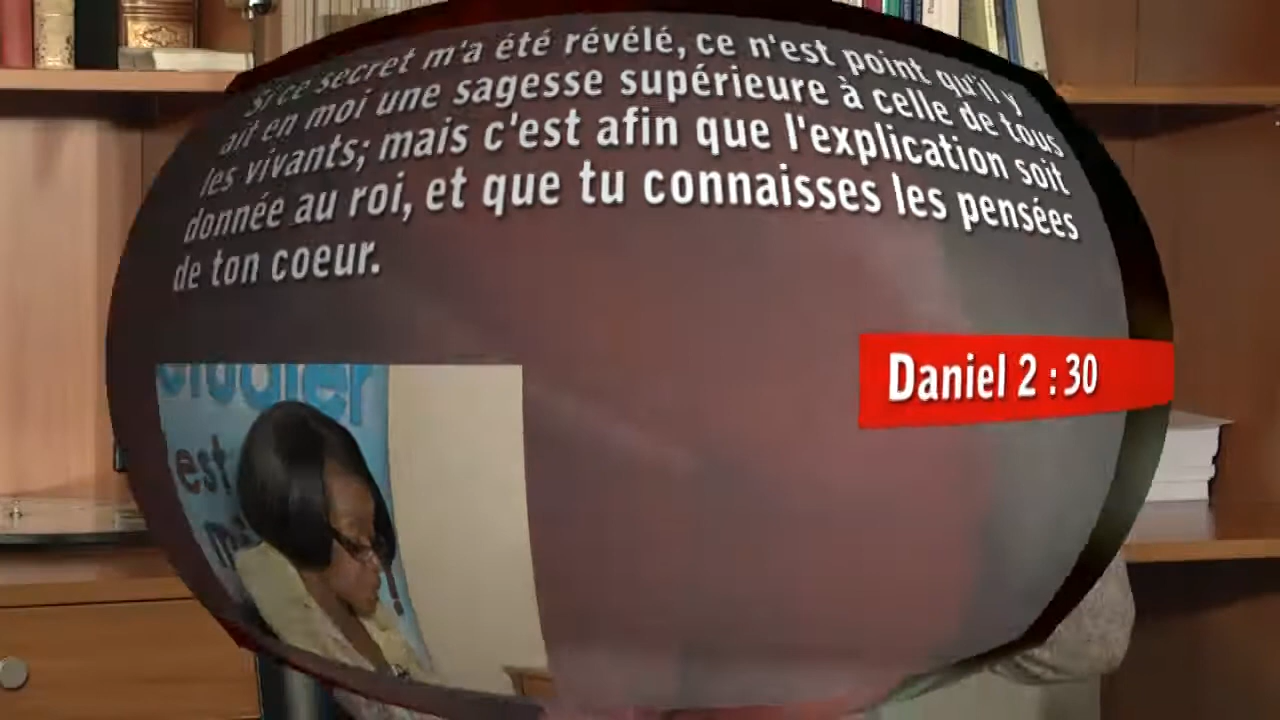 Si ce secret m'a été révélé, ce n'est point qu'il y
ait en moi une sagesse supérieure à celle de tous
les vivants; mais c'est afin que l'explication soit
donnée au roi, et que tu connaisses les pensées
de ton coeur.
Daniel 2 : 30
est